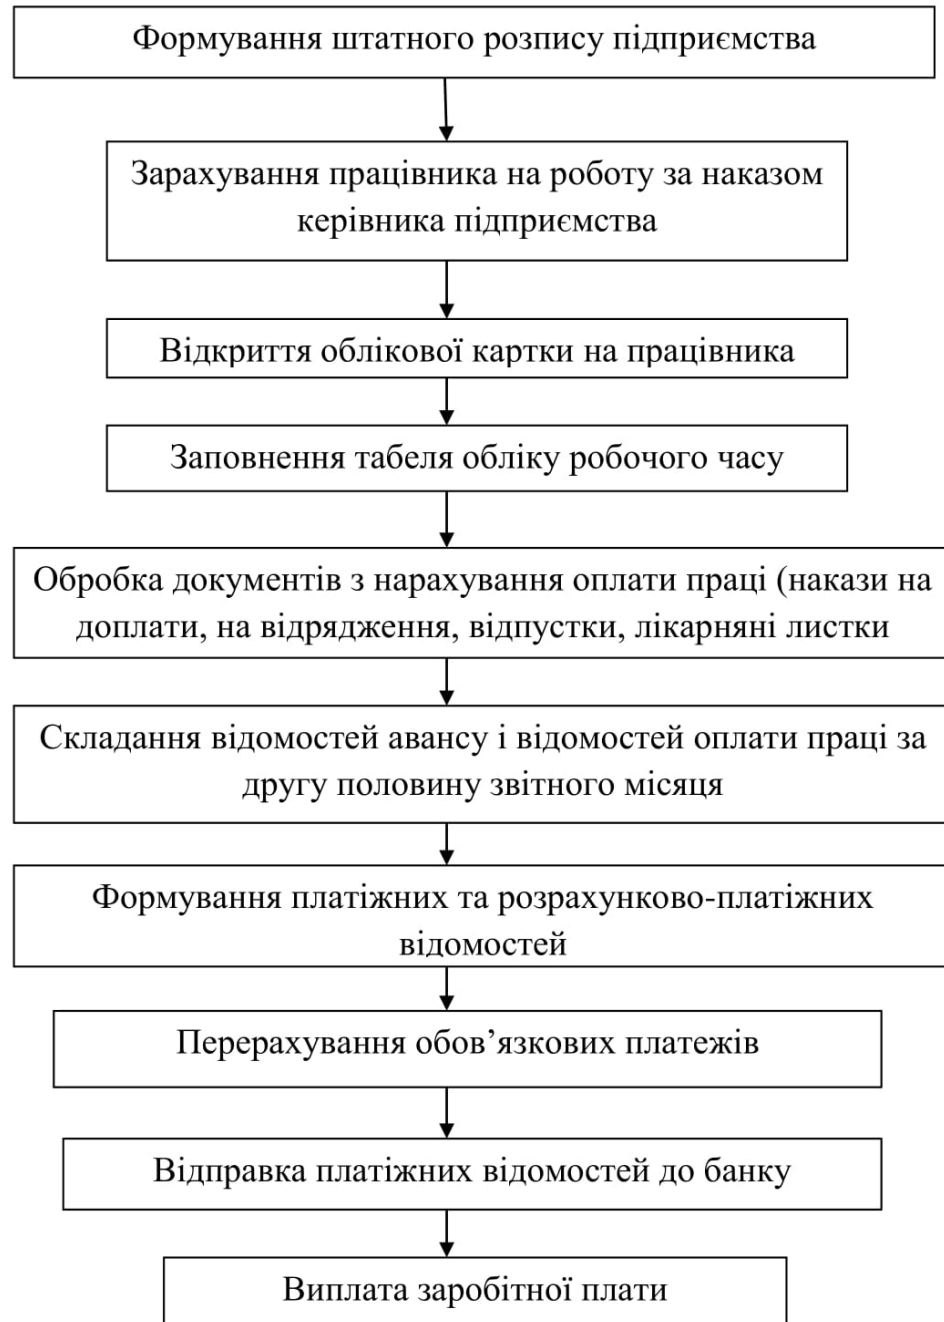 Формування штатного розпису підприємства
Зарахування працівника на роботу за наказом
керівника підприємства
Відкриття облікової картки на працівника
Заповнення табеля обліку робочого часу
Обробка документів з нарахування оплати праці (накази на
доплати, на відрядження, відпустки, лікарняні листки
Складання відомостей авансу і відомостей оплати праці за
другу половину звітного місяця
Формування платіжних та розрахунково-платіжних
відомостей
Перерахування обов’язкових платежів
Відправка платіжних відомостей до банку
Виплата заробітної плати